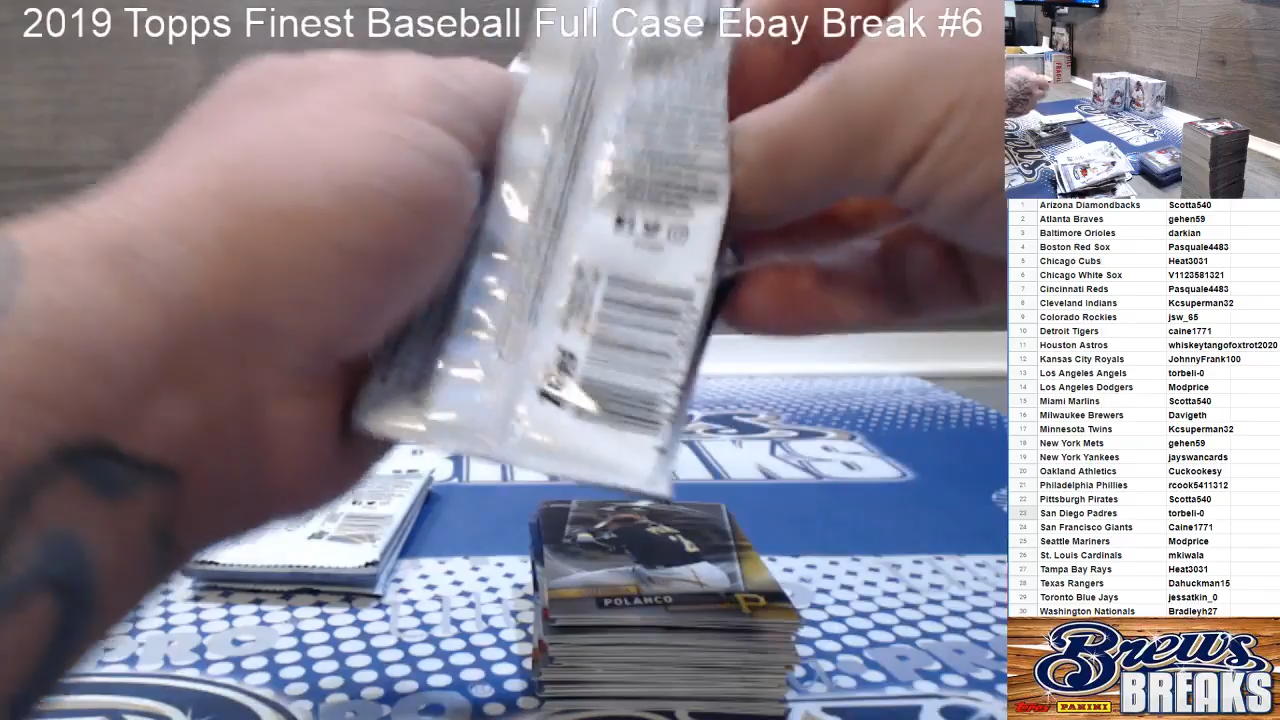 2019 Topps Finest Baseball Full Case Ebay Break #6
POLANCO
P
1 Arizona Diamondbacks Scotta540
2 Atlanta Braves gehen59
3 Baltimore Orioles darkian
4 Boston Red Sox Pasquale4483
5 Chicago Cubs Heat3031
6 Chicago White Sox V1123581321
7 Cincinnati Reds Pasquale4483
8 Cleveland Indians Kcsuperman32
9 Colorado Rockies jsw_65
10 Detroit Tigers caine1771
11 Houston Astros whiskeytangofoxtrot2020
12 Kansas City Royals JohnnyFrank100
13 Los Angeles Angels torbeli-0
14 Los Angeles Dodgers Modprice
15 Miami Marlins Scotta540
16 Milwaukee Brewers Davigeth
17 Minnesota Twins Kcsuperman32
18 New York Mets gehen59
19 New York Yankees jayswancards
20 Oakland Athletics Cuckookesy
21 Philadelphia Phillies rcook5411312
22 Pittsburgh Pirates Scotta540
23 San Diego Padres torbeli-0
24 San Francisco Giants Caine1771
25 Seattle Mariners Modprice
26 St. Louis Cardinals mkiwala
27 Tampa Bay Rays Heat3031
28 Texas Rangers Dahuckman15
29 Toronto Blue Jays jessatkin_0
30 Washington Nationals Bradleyh27
Brews
BREAKS
Topps PANINI